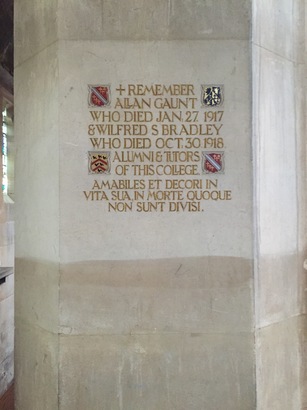 + REMEMBER
ALLAN GAUNT
WHO DIED JAN. 27. 1917
& WILFRED S BRADLEY
WHO DIED OCT. 30 1918
ALUMNI & TUTORS
OF THIS COLLEGE.
AMABILES ET DECORI IN
VITA SUA, IN MORTE QUOQUE
NON SUNT DIVISI.